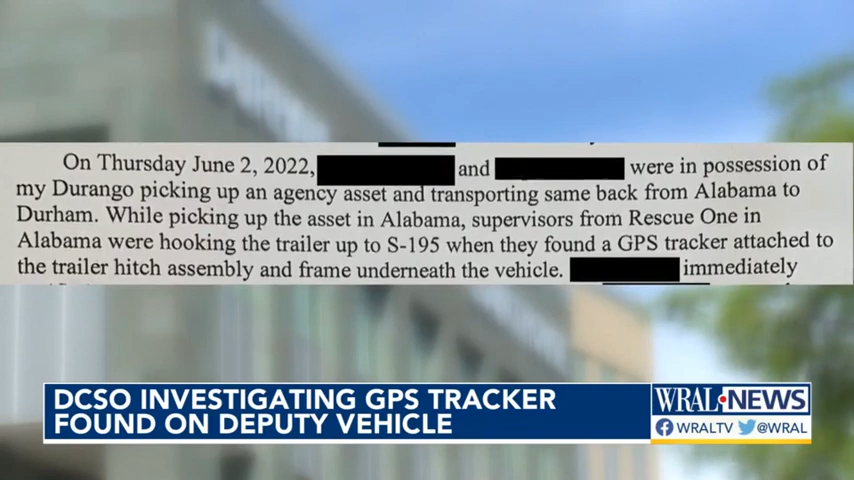 On Thursday June 2, 2022, and were in possession of
my Durango picking up an agency asset and transporting same back from Alabama to
Durham. While picking up the asset in Alabama, supervisors from Rescue One in
Alabama were hooking the trailer up to S-195 when they found a GPS tracker attached to
the trailer hitch assembly and frame underneath the vehicle. immediately
DCSO INVESTIGATING GPS TRACKER
FOUND ON DEPUTY VEHICLE
WRAL NEWS
WRALTV @WRAL